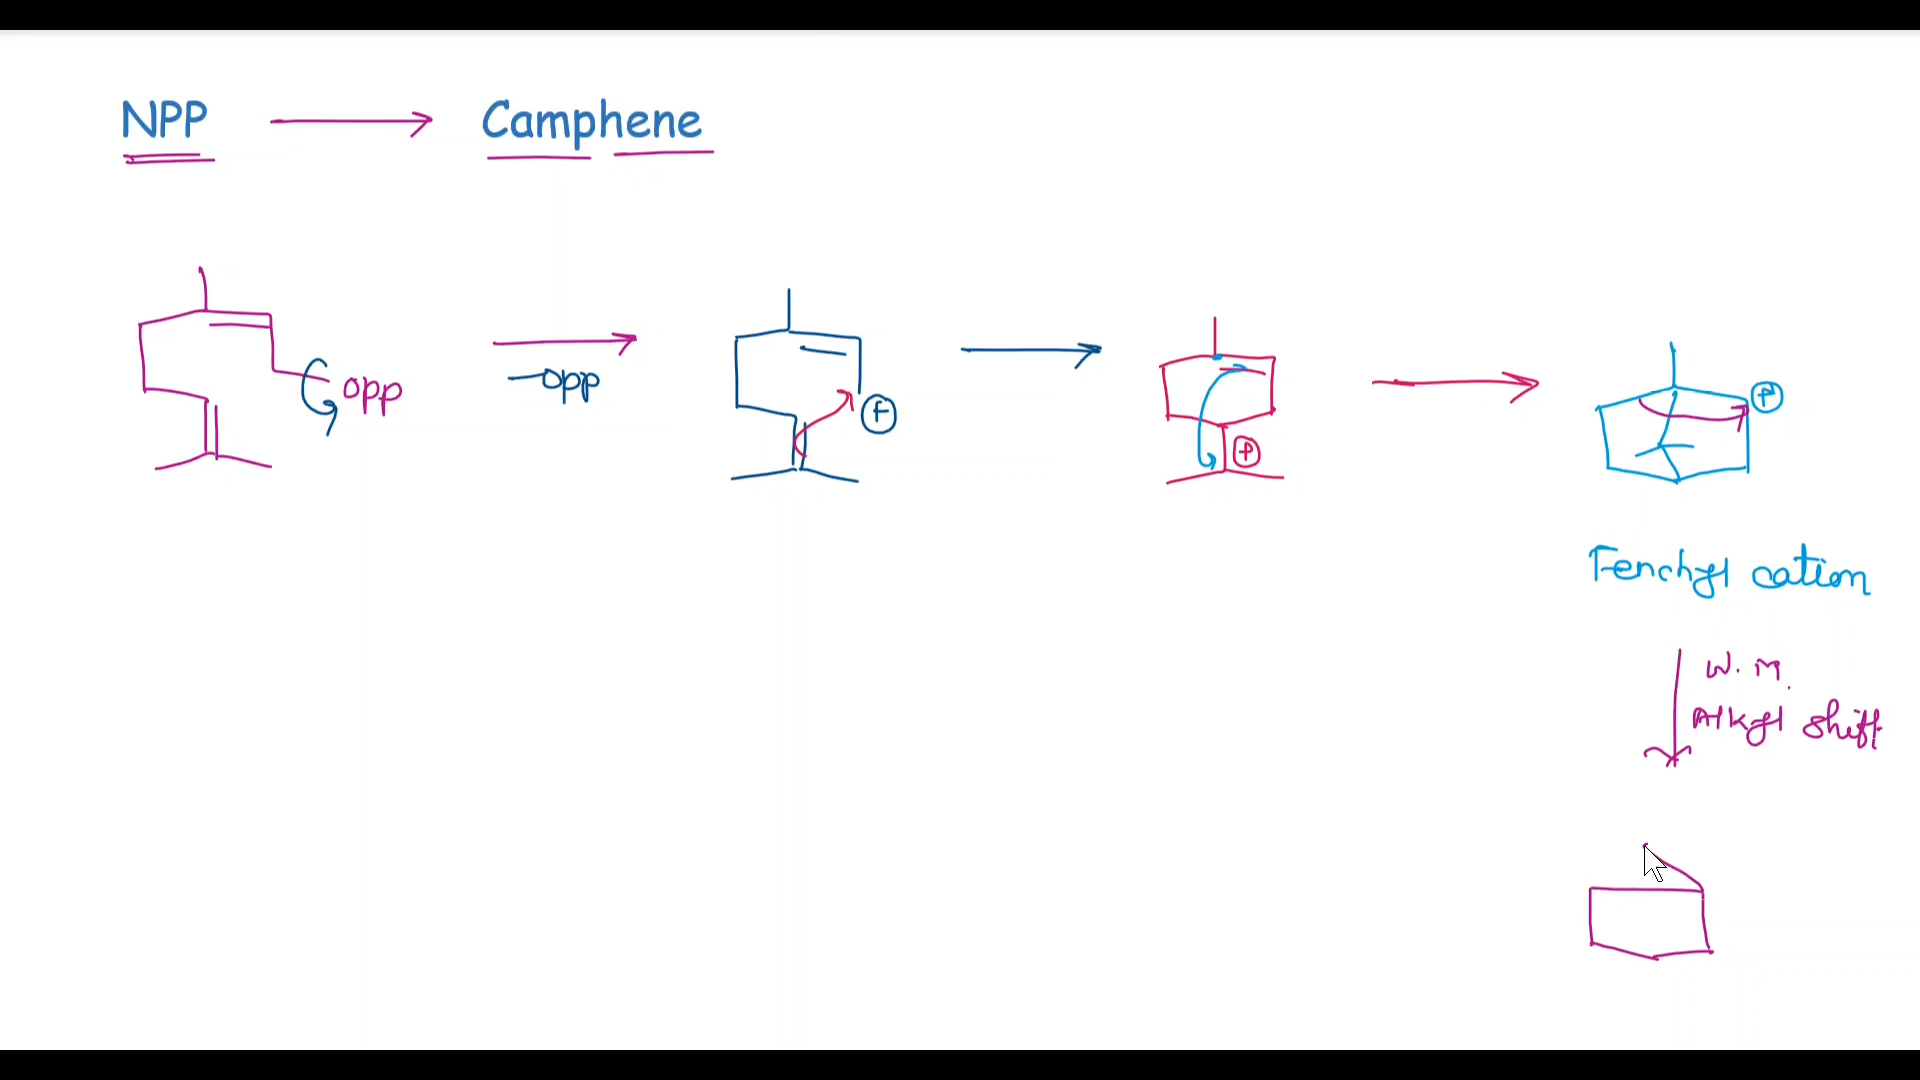 NPP → Camphene
opp
-opp
Fenchyl cation
W. M.
Alkyl shift